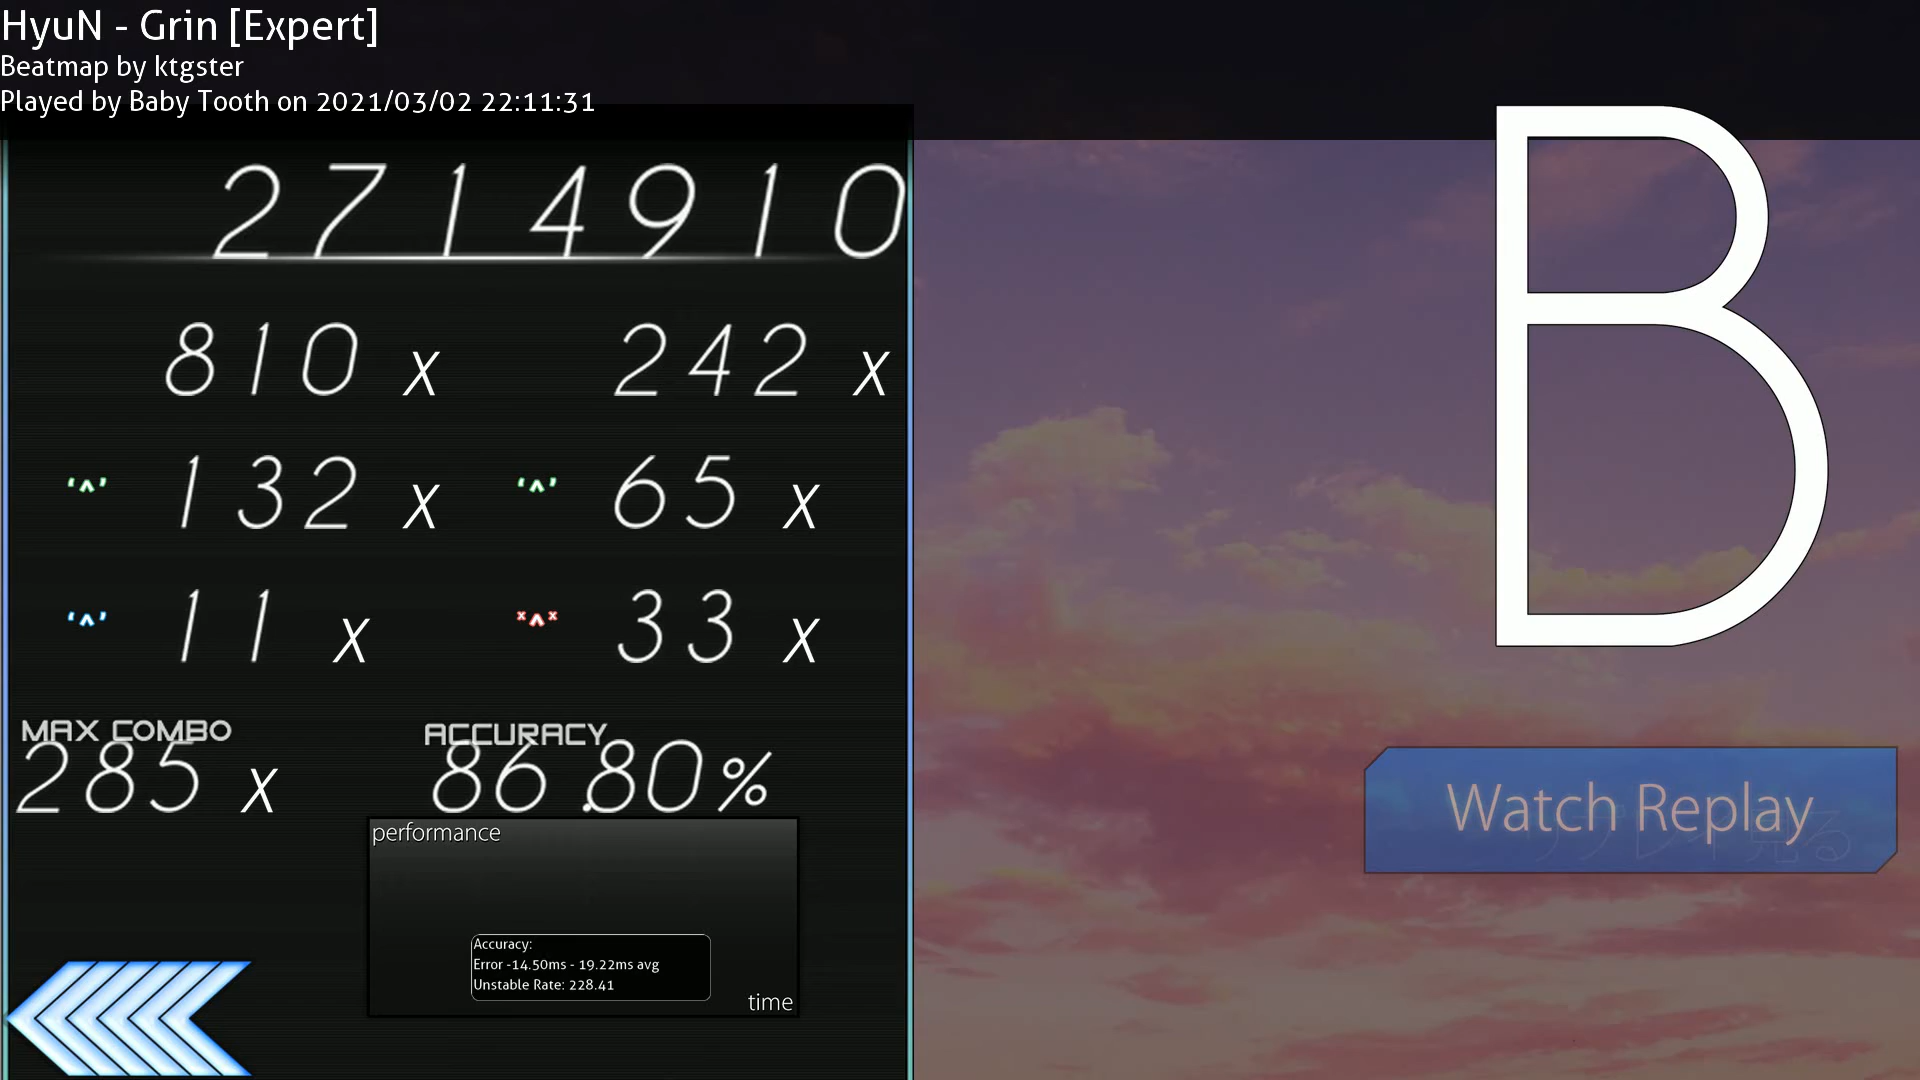 HyuN - Grin [Expert]
Beatmap by ktgster
Played by Baby Tooth on 2021/03/02 22:11:31
2714910
810 x 242 x
'^' 132 x '^' 65 x
'^' 11 x x^x 33 x
MAX COMBO ACCURACY
285 x 86.80%
Watch Replay
performance
Accuracy:
Error -14.50ms - 19.22ms avg
Unstable Rate: 228.41
time